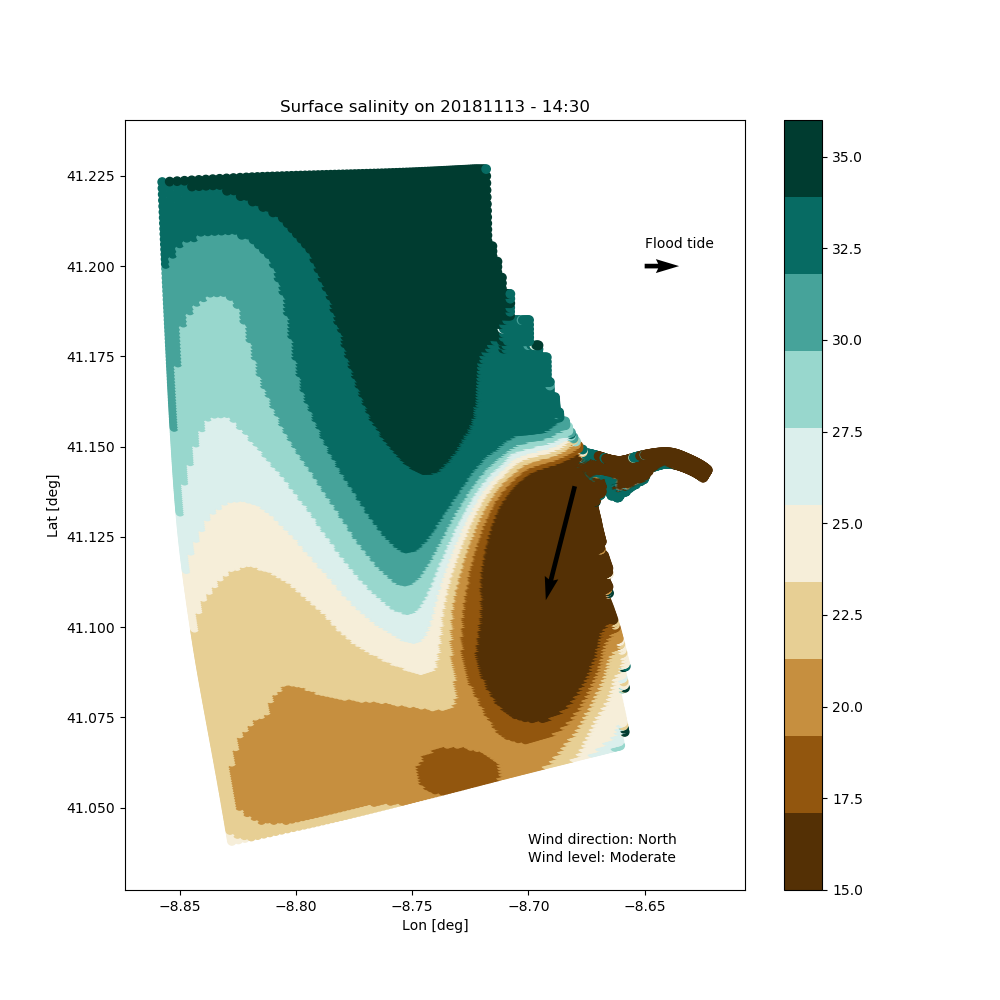 Surface salinity on 20181113 - 14:30
Lat [deg]
41.225
41.200
41.175
41.150
41.125
41.100
41.075
41.050
Flood tide
Wind direction: North
Wind level: Moderate
−8.85 −8.80 −8.75 −8.70 −8.65
Lon [deg]
35.0
32.5
30.0
27.5
25.0
22.5
20.0
17.5
15.0